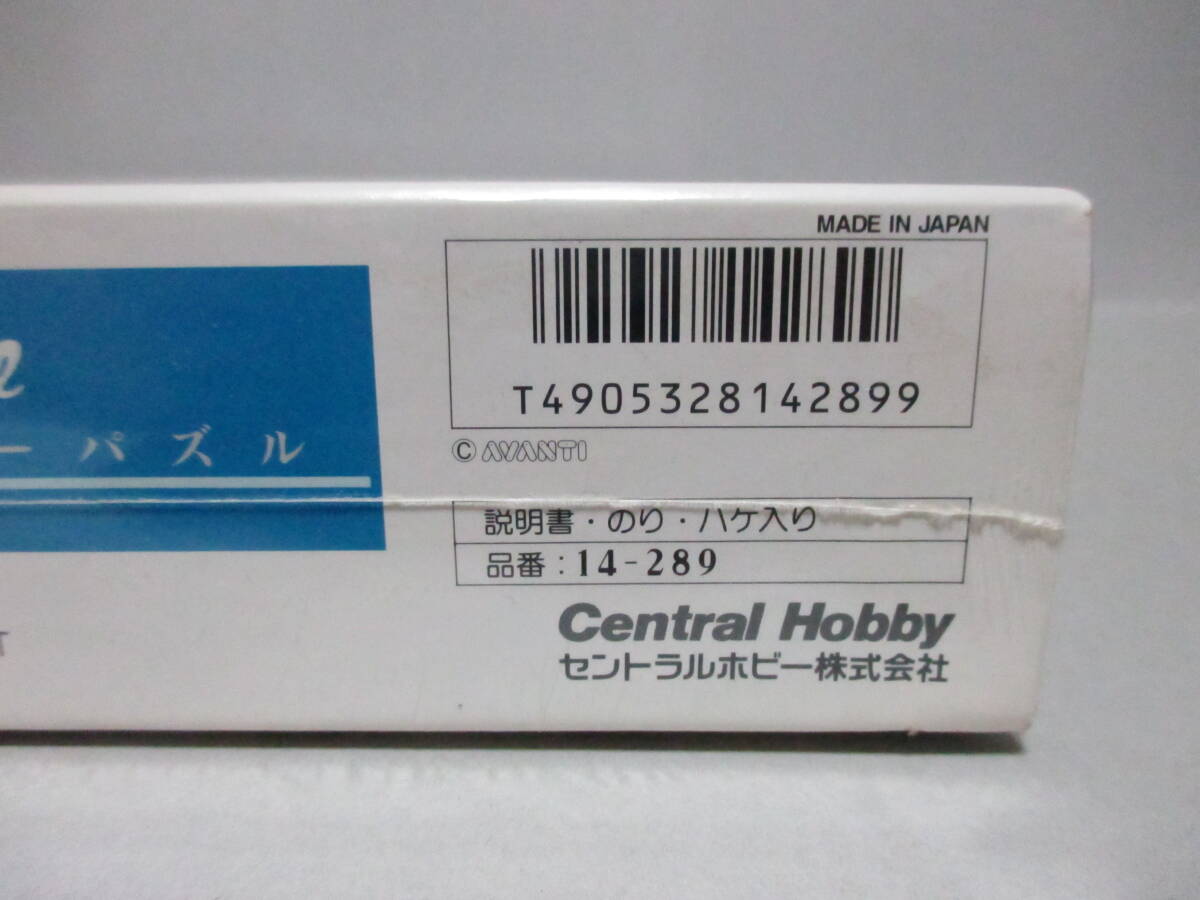 MADE IN JAPAN
T4905328142899
© AVANTI
ーパズル
説明書・のり・ハケ入り
品番：14-289
Central Hobby
セントラルホビー株式会社